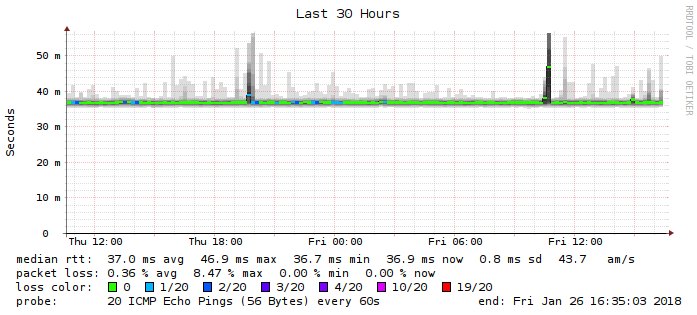 Last 30 Hours
RRDTOOL / TOBI OETIKER
Seconds
50 m
40 m
30 m
20 m
10 m
0
Thu 12:00 Thu 18:00 Fri 00:00 Fri 06:00 Fri 12:00
median rtt: 37.0 ms avg 46.9 ms max 36.7 ms min 36.9 ms now 0.8 ms sd 43.7 am/s
packet loss: 0.36 % avg 8.47 % max 0.00 % min 0.00 % now
loss color: 0 1/20 2/20 3/20 4/20 10/20 19/20
probe: 20 ICMP Echo Pings (56 Bytes) every 60s end: Fri Jan 26 16:35:03 2018